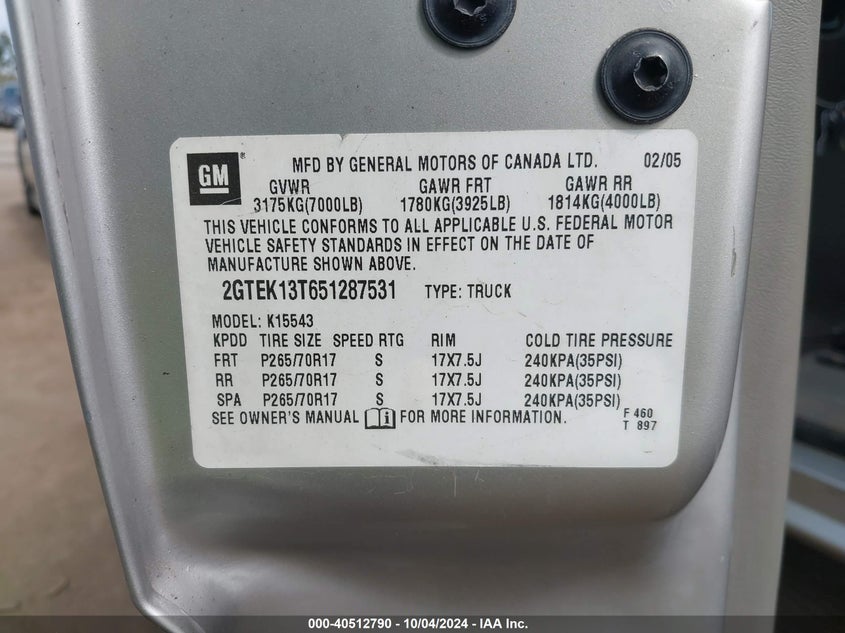 GM
MFD BY GENERAL MOTORS OF CANADA LTD. 02/05
GVWR GAWR FRT GAWR RR
3175KG(7000LB) 1780KG(3925LB) 1814KG(4000LB)
THIS VEHICLE CONFORMS TO ALL APPLICABLE U.S. FEDERAL MOTOR
VEHICLE SAFETY STANDARDS IN EFFECT ON THE DATE OF
MANUFACTURE SHOWN ABOVE.
2GTEK13T651287531 TYPE: TRUCK
MODEL: K15543
KPDD TIRE SIZE SPEED RTG RIM COLD TIRE PRESSURE
FRT P265/70R17 S 17X7.5J 240KPA(35PSI)
RR P265/70R17 S 17X7.5J 240KPA(35PSI)
SPA P265/70R17 S 17X7.5J 240KPA(35PSI)
SEE OWNER'S MANUAL FOR MORE INFORMATION.
F 460
T 897
000-40512790 - 10/04/2024 - IAA Inc.